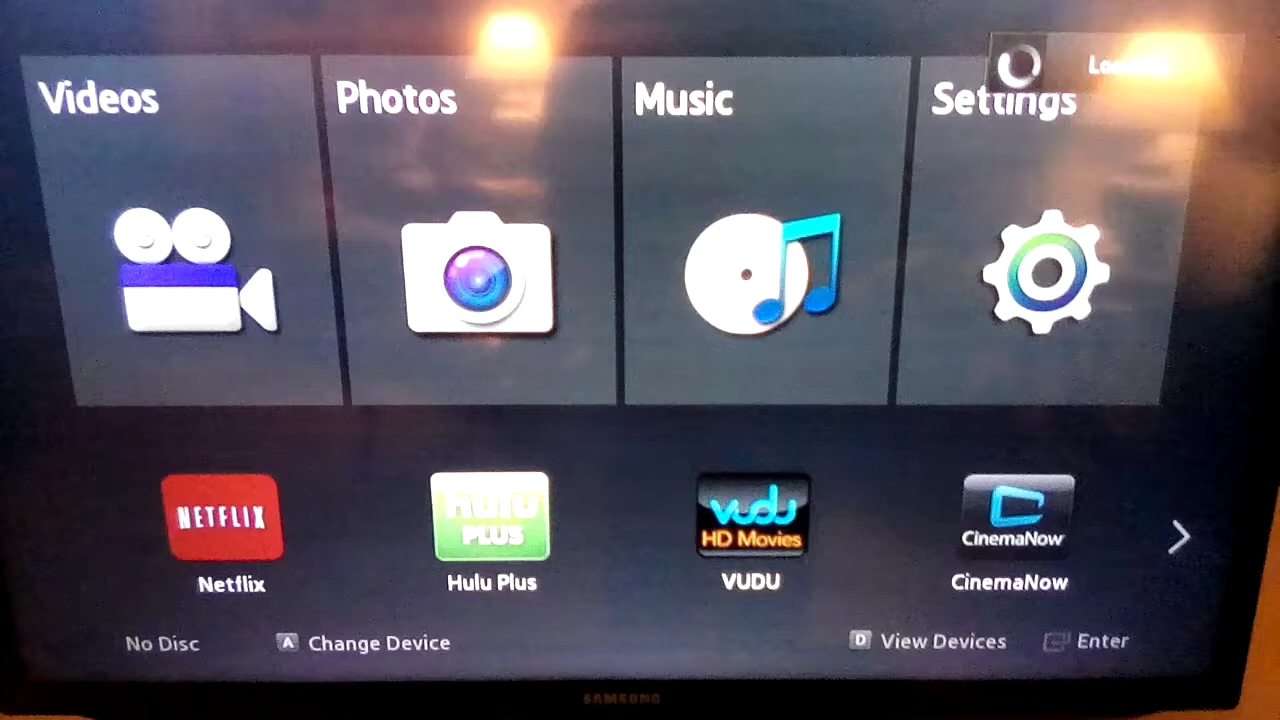 Videos Photos Music Settings
NETFLIX hulu PLUS vudu HD Movies CinemaNow
Netflix Hulu Plus VUDU CinemaNow
No Disc A Change Device D View Devices Enter
SAMSUNG